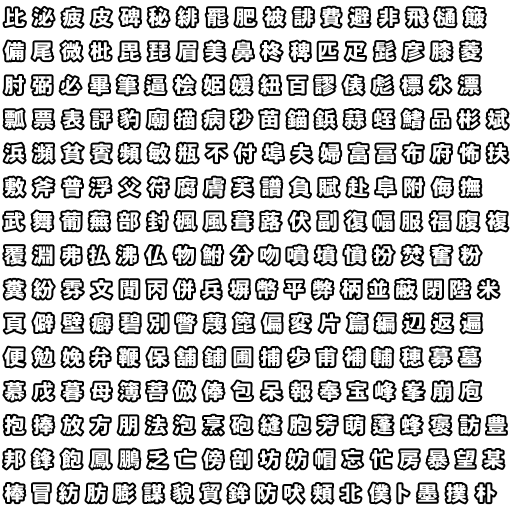 比泌疲皮碑秘緋罷肥被誹費避非飛樋簸
備尾微枇毘琵眉美鼻柊稗匹疋髭彦膝菱
肘弼必畢筆逼桧姫媛紐百謬俵彪標氷漂
瓢票表評豹廟描病秒苗錨鋲蒜蛭鰭品彬斌
浜瀕貧賓頻敏瓶不付埠夫婦富冨布府怖扶
敷斧普浮父符腐膚芙譜負賦赴阜附侮撫
武舞葡蕪部封楓風葺蕗伏副復幅服福腹複
覆淵弗払沸仏物鮒分吻噴墳憤扮焚奮粉
糞紛雰文聞丙併兵塀幣平弊柄並蔽閉陛米
頁僻壁癖碧別瞥蔑箆偏変片篇編辺返遍
便勉娩弁鞭保舗鋪圃捕歩甫補輔穂募墓
慕戊暮母簿菩倣俸包呆報奉宝峰峯崩庖
抱捧放方朋法泡烹砲縫胞芳萌蓬蜂褒訪豊
邦鋒飽鳳鵬乏亡傍剖坊妨帽忘忙房暴望某
棒冒紡肪膨謀貌貿鉾防吠頬北僕卜墨撲朴